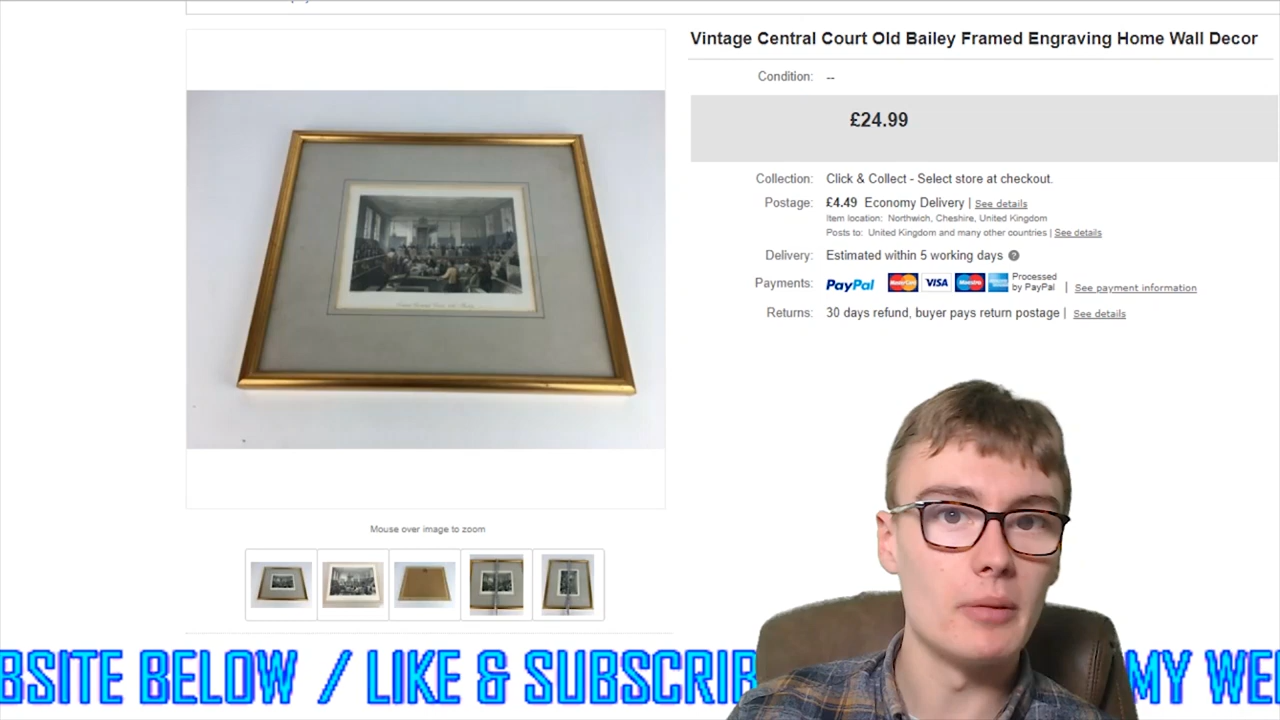 Vintage Central Court Old Bailey Framed Engraving Home Wall Decor
Condition: --
£24.99
Collection: Click & Collect - Select store at checkout.
Postage: £4.49 Economy Delivery | See details
Item location: Northwich, Cheshire, United Kingdom
Posts to: United Kingdom and many other countries | See details
Delivery: Estimated within 5 working days ?
Payments: PayPal MasterCard VISA Maestro Processed by PayPal | See payment information
Returns: 30 days refund, buyer pays return postage | See details
Mouse over image to zoom
BSITE BELOW / LIKE & SUBSCRIB MY WE